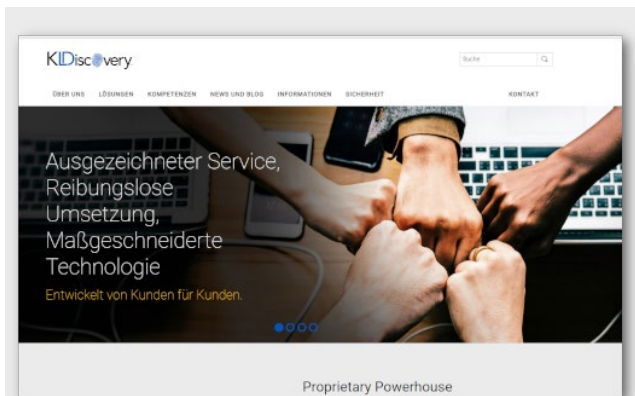 KLDiscovery
Suche
ÜBER UNS LÖSUNGEN KOMPETENZEN NEWS UND BLOG INFORMATIONEN SICHERHEIT KONTAKT
Ausgezeichneter Service,
Reibungslose
Umsetzung,
Maßgeschneiderte
Technologie
Entwickelt von Kunden für Kunden.
Proprietary Powerhouse